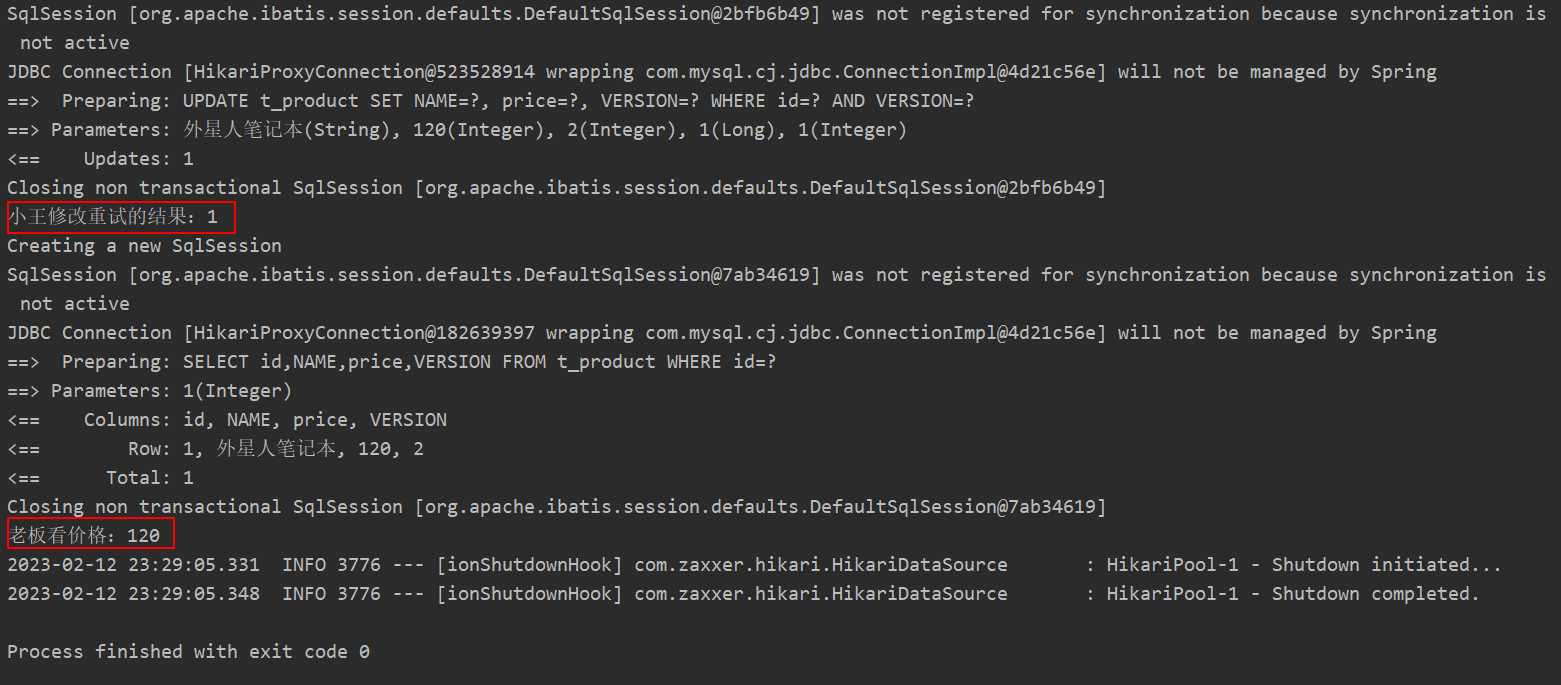 SqlSession [org.apache.ibatis.session.defaults.DefaultSqlSession@2bfb6b49] was not registered for synchronization because synchronization is
 not active
JDBC Connection [HikariProxyConnection@523528914 wrapping com.mysql.cj.jdbc.ConnectionImpl@4d21c56e] will not be managed by Spring
==>  Preparing: UPDATE t_product SET NAME=?, price=?, VERSION=? WHERE id=? AND VERSION=?
==> Parameters: 外星人笔记本(String), 120(Integer), 2(Integer), 1(Long), 1(Integer)
<==    Updates: 1
Closing non transactional SqlSession [org.apache.ibatis.session.defaults.DefaultSqlSession@2bfb6b49]
小王修改重试的结果：1
Creating a new SqlSession
SqlSession [org.apache.ibatis.session.defaults.DefaultSqlSession@7ab34619] was not registered for synchronization because synchronization is
 not active
JDBC Connection [HikariProxyConnection@182639397 wrapping com.mysql.cj.jdbc.ConnectionImpl@4d21c56e] will not be managed by Spring
==>  Preparing: SELECT id,NAME,price,VERSION FROM t_product WHERE id=?
==> Parameters: 1(Integer)
<==    Columns: id, NAME, price, VERSION
<==        Row: 1, 外星人笔记本, 120, 2
<==      Total: 1
Closing non transactional SqlSession [org.apache.ibatis.session.defaults.DefaultSqlSession@7ab34619]
老板看价格：120
2023-02-12 23:29:05.331  INFO 3776 --- [ionShutdownHook] com.zaxxer.hikari.HikariDataSource       : HikariPool-1 - Shutdown initiated...
2023-02-12 23:29:05.348  INFO 3776 --- [ionShutdownHook] com.zaxxer.hikari.HikariDataSource       : HikariPool-1 - Shutdown completed.
Process finished with exit code 0